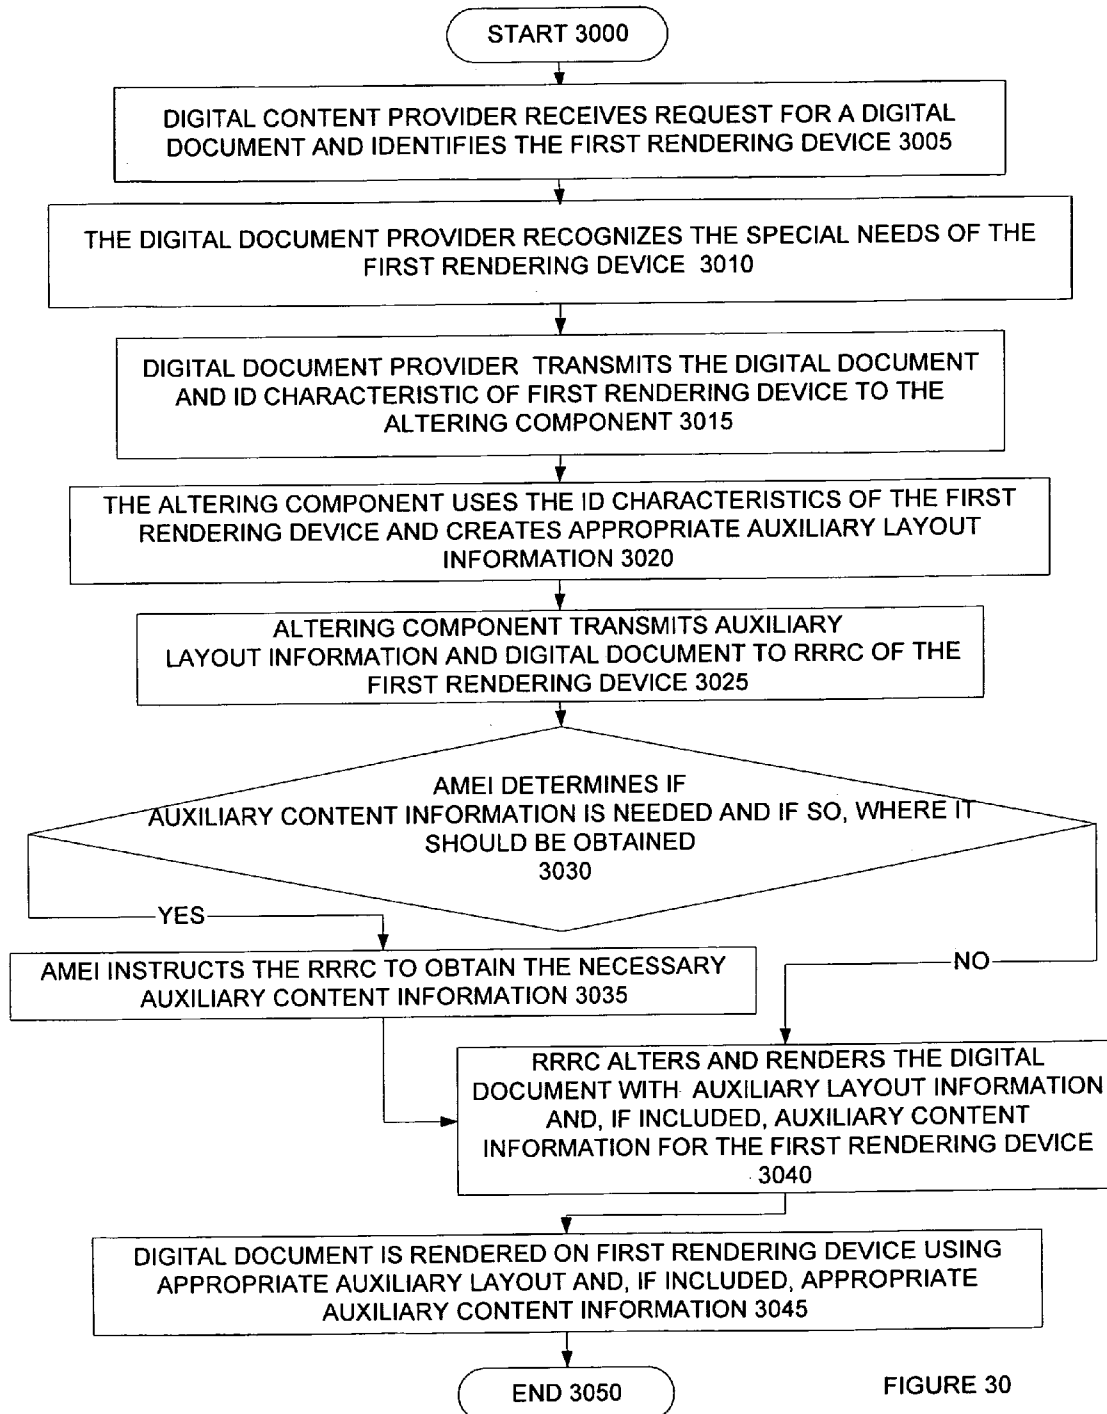 START 3000
DIGITAL CONTENT PROVIDER RECEIVES REQUEST FOR A DIGITAL
DOCUMENT AND IDENTIFIES THE FIRST RENDERING DEVICE 3005
THE DIGITAL DOCUMENT PROVIDER RECOGNIZES THE SPECIAL NEEDS OF THE
FIRST RENDERING DEVICE 3010
DIGITAL DOCUMENT PROVIDER TRANSMITS THE DIGITAL DOCUMENT
AND ID CHARACTERISTIC OF FIRST RENDERING DEVICE TO THE
ALTERING COMPONENT 3015
THE ALTERING COMPONENT USES THE ID CHARACTERISTICS OF THE FIRST
RENDERING DEVICE AND CREATES APPROPRIATE AUXILIARY LAYOUT
INFORMATION 3020
ALTERING COMPONENT TRANSMITS AUXILIARY
LAYOUT INFORMATION AND DIGITAL DOCUMENT TO RRRC OF THE
FIRST RENDERING DEVICE 3025
AMEI DETERMINES IF
AUXILIARY CONTENT INFORMATION IS NEEDED AND IF SO, WHERE IT
SHOULD BE OBTAINED
3030
YES
AMEI INSTRUCTS THE RRRC TO OBTAIN THE NECESSARY
AUXILIARY CONTENT INFORMATION 3035
NO
RRRC ALTERS AND RENDERS THE DIGITAL
DOCUMENT WITH AUXILIARY LAYOUT INFORMATION
AND, IF INCLUDED, AUXILIARY CONTENT
INFORMATION FOR THE FIRST RENDERING DEVICE
3040
DIGITAL DOCUMENT IS RENDERED ON FIRST RENDERING DEVICE USING
APPROPRIATE AUXILIARY LAYOUT AND, IF INCLUDED, APPROPRIATE
AUXILIARY CONTENT INFORMATION 3045
END 3050
FIGURE 30